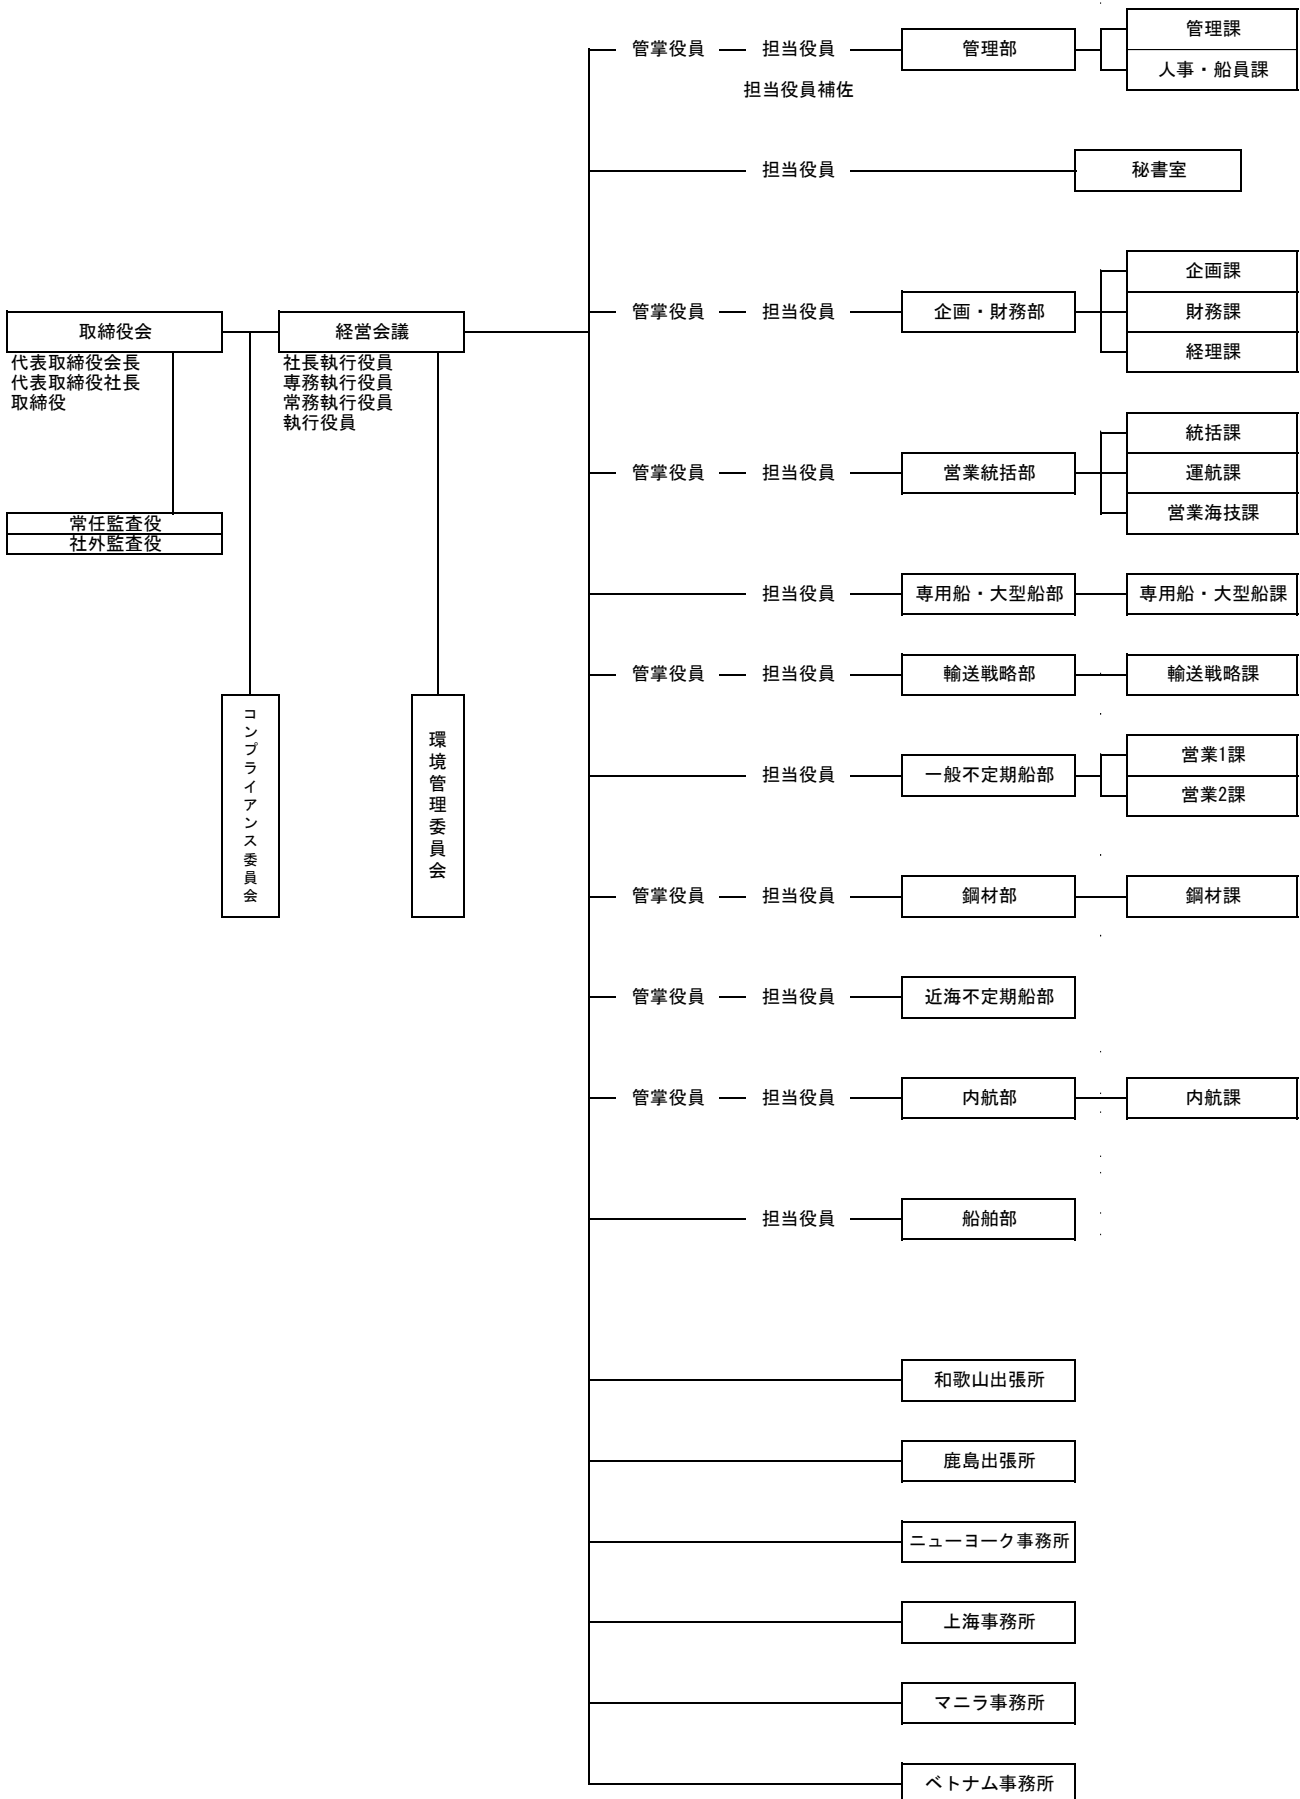 管理課
管掌役員
担当役員
管理部
人事・船員課
担当役員補佐
担当役員
秘書室
企画課
管掌役員
担当役員
企画・財務部
財務課
経理課
取締役会
代表取締役会長
代表取締役社長
取締役
経営会議
社長執行役員
専務執行役員
常務執行役員
執行役員
統括課
管掌役員
担当役員
営業統括部
運航課
営業海技課
常任監査役
社外監査役
担当役員
専用船・大型船部
専用船・大型船課
管掌役員
担当役員
輸送戦略部
輸送戦略課
コンプライアンス委員会
環境管理委員会
営業1課
担当役員
一般不定期船部
営業2課
管掌役員
担当役員
鋼材部
鋼材課
管掌役員
担当役員
近海不定期船部
管掌役員
担当役員
内航部
内航課
担当役員
船舶部
和歌山出張所
鹿島出張所
ニューヨーク事務所
上海事務所
マニラ事務所
ベトナム事務所